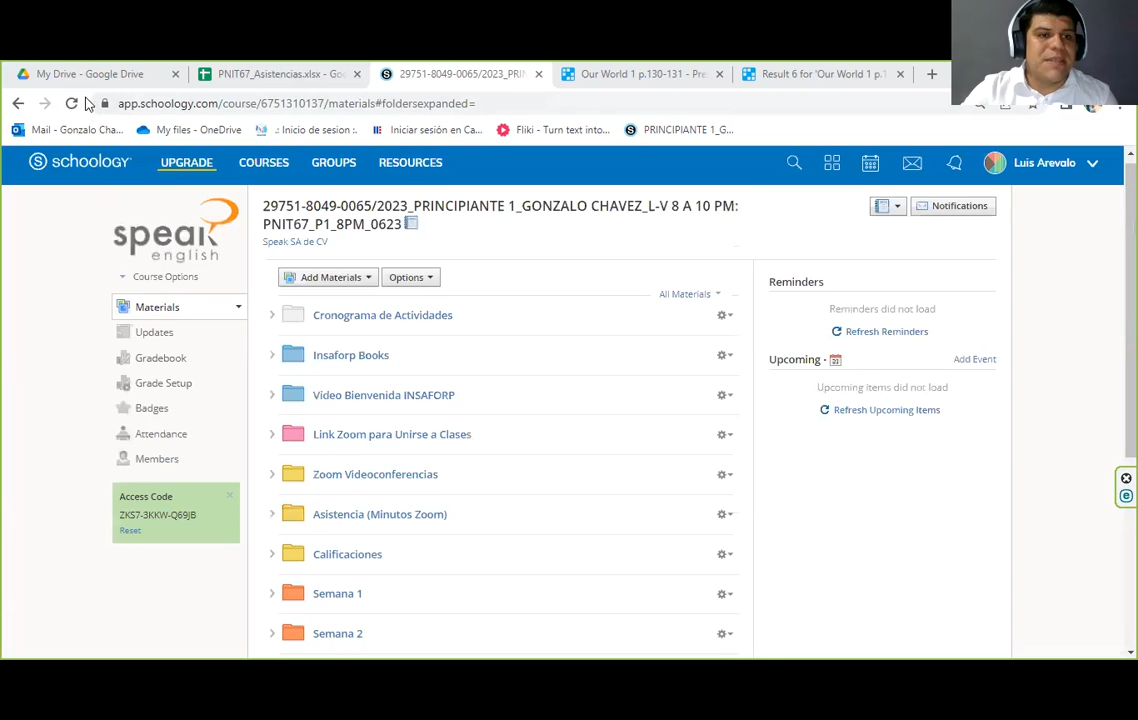 My Drive - Google Drive
PNIT67_Asistencias.xlsx - Go
29751-8049-0065/2023_PRIN
Our World 1 p.130-131 - Pre
Result 6 for 'Our World 1 p.1
app.schoology.com/course/6751310137/materials#foldersexpanded=
Mail - Gonzalo Cha...
My files - OneDrive
.: Inicio de sesion :.
Iniciar sesión en Ca...
Fliki - Turn text into...
PRINCIPIANTE 1_G...
S schoology
UPGRADE
COURSES
GROUPS
RESOURCES
Luis Arevalo
speak
english
Course Options
Materials
Updates
Gradebook
Grade Setup
Badges
Attendance
Members
Access Code
ZKS7-3KKW-Q69JB
Reset
29751-8049-0065/2023_PRINCIPIANTE 1_GONZALO CHAVEZ_L-V 8 A 10 PM:
PNIT67_P1_8PM_0623
Speak SA de CV
Notifications
Add Materials
Options
All Materials
Cronograma de Actividades
Insaforp Books
Vídeo Bienvenida INSAFORP
Link Zoom para Unirse a Clases
Zoom Videoconferencias
Asistencia (Minutos Zoom)
Calificaciones
Semana 1
Semana 2
Reminders
Reminders did not load
Refresh Reminders
Upcoming
Add Event
Upcoming items did not load
Refresh Upcoming Items